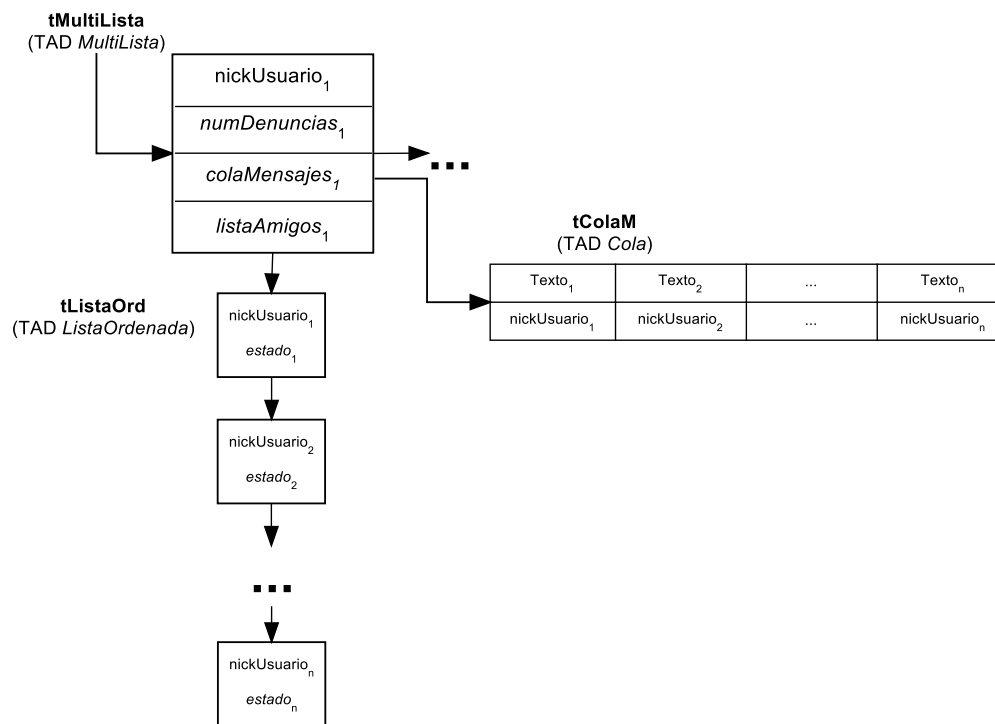 tMultiLista
(TAD MultiLista)
nickUsuario1
numDenuncias1
...
colaMensajes1
listaAmigos1
tColaM
(TAD Cola)
Texto1 Texto2 ... Texton
nickUsuario1 nickUsuario2 ... nickUsuarion
tListaOrd
(TAD ListaOrdenada)
nickUsuario1
estado1
nickUsuario2
estado2
...
nickUsuarion
estadon